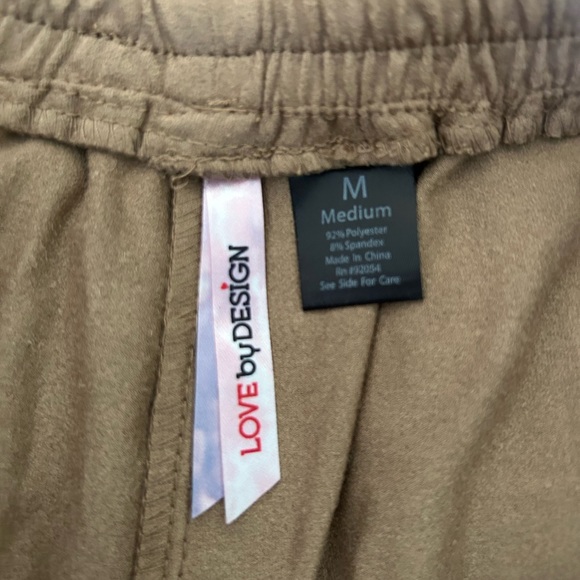 LOVE by DESIGN
M
Medium
92% Polyester
8% Spandex
Made In China
Rn #92054
See Side For Care